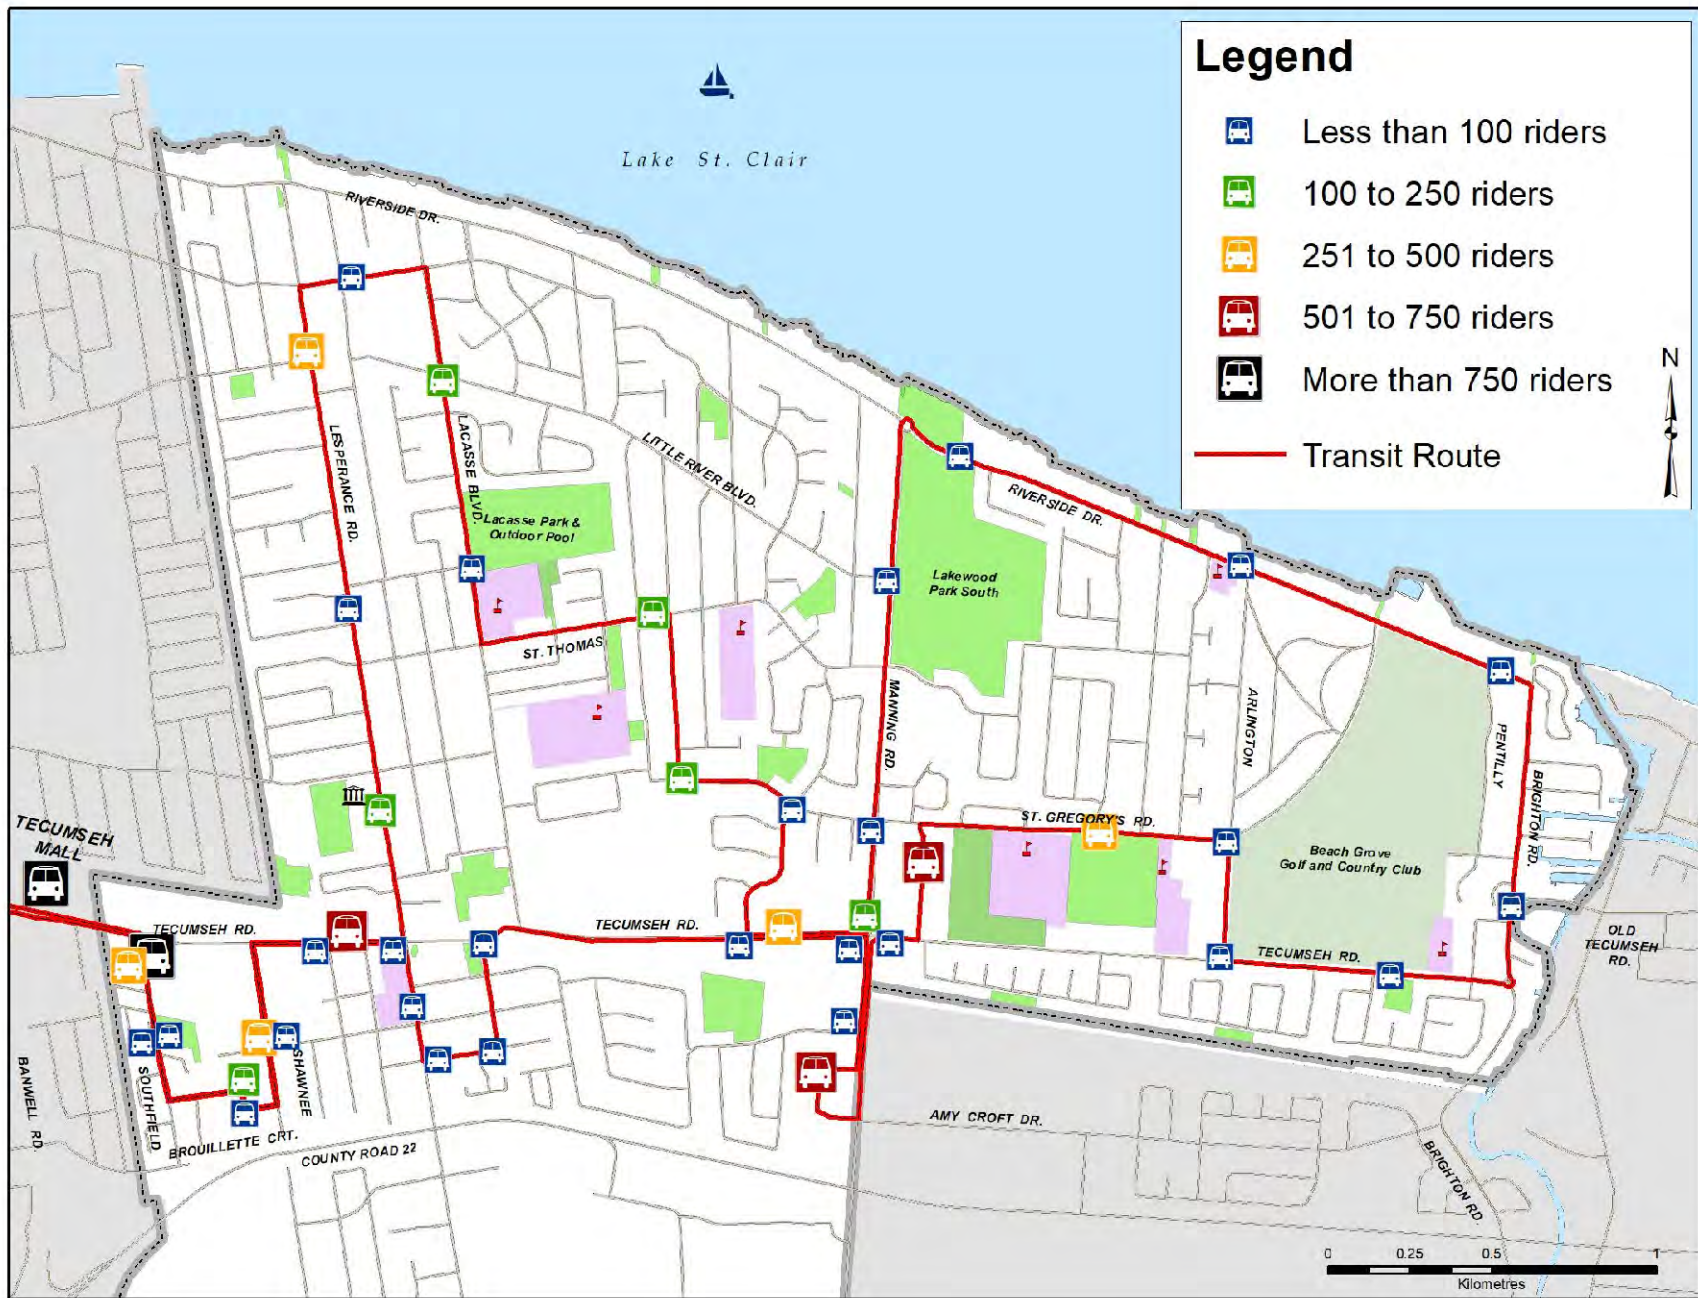 Legend
Less than 100 riders
100 to 250 riders
251 to 500 riders
501 to 750 riders
More than 750 riders
Transit Route
N
Lake St. Clair
RIVERSIDE DR.
LESPERANCE RD.
LACASSE BLVD.
LITTLE RIVER BLVD.
Lacasse Park &
Outdoor Pool
RIVERSIDE DR.
Lakewood
Park South
ST. THOMAS
MANNING RD.
ARLINGTON
PENTILLY
BRIGHTON RD.
ST. GREGORY'S RD.
TECUMSEH
MALL
Beach Grove
Golf and Country Club
TECUMSEH RD.
TECUMSEH RD.
TECUMSEH RD.
OLD
TECUMSEH
RD.
BANWELL RD
SOUTHFIELD
SHAWNEE
BROUILLETTE CRT.
COUNTY ROAD 22
AMY CROFT DR.
BRIGHTON RD.
0 0.25 0.5 1
Kilometres